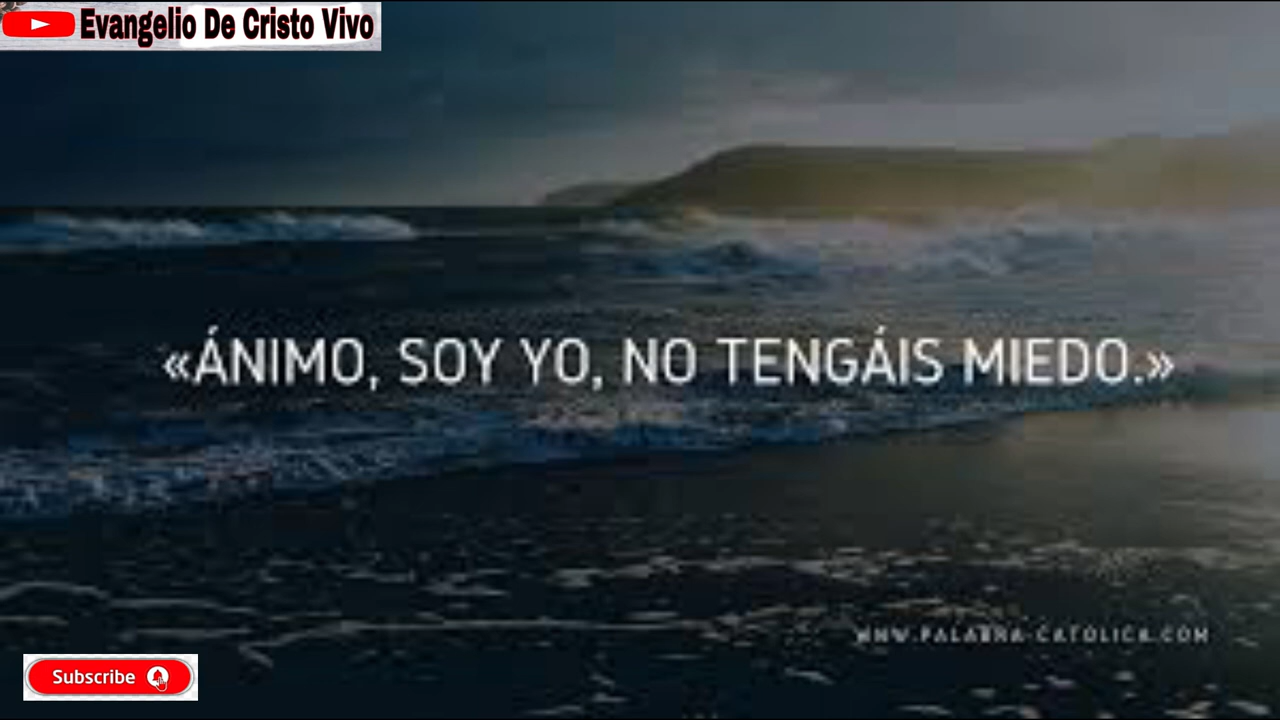 Evangelio De Cristo Vivo
«ÁNIMO, SOY YO, NO TENGÁIS MIEDO.»
WWW.PALABRA-CATOLICA.COM
Subscribe